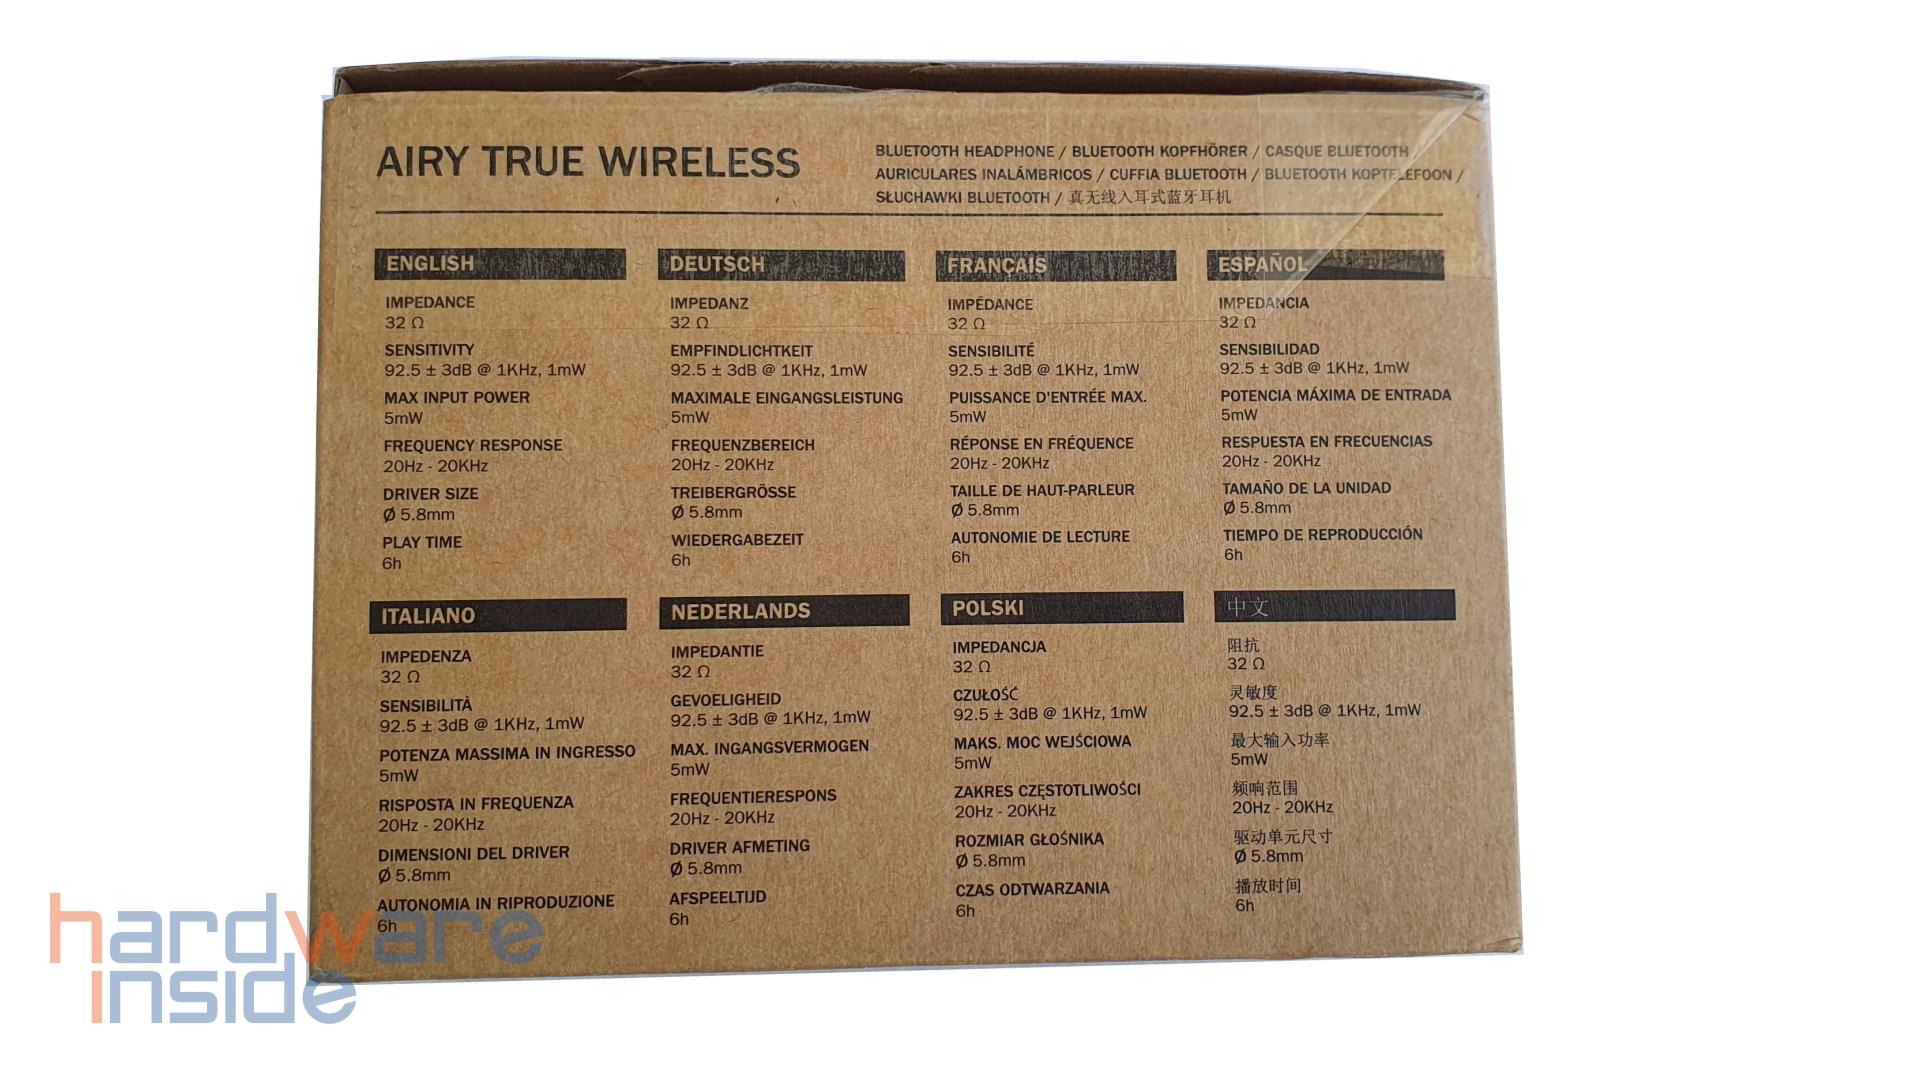 AIRY TRUE WIRELESS
BLUETOOTH HEADPHONE / BLUETOOTH KOPFHÖRER / CASQUE BLUETOOTH
AURICULARES INALÁMBRICOS / CUFFIA BLUETOOTH / BLUETOOTH KOPTELEFOON /
SŁUCHAWKI BLUETOOTH / 真无线入耳式蓝牙耳机
ENGLISH
IMPEDANCE
32 Ω
SENSITIVITY
92.5 ± 3dB @ 1KHz, 1mW
MAX INPUT POWER
5mW
FREQUENCY RESPONSE
20Hz - 20KHz
DRIVER SIZE
Ø 5.8mm
PLAY TIME
6h
DEUTSCH
IMPEDANZ
32 Ω
EMPFINDLICHTKEIT
92.5 ± 3dB @ 1KHz, 1mW
MAXIMALE EINGANGSLEISTUNG
5mW
FREQUENZBEREICH
20Hz - 20KHz
TREIBERGRÖSSE
Ø 5.8mm
WIEDERGABEZEIT
6h
FRANÇAIS
IMPÉDANCE
32 Ω
SENSIBILITÉ
92.5 ± 3dB @ 1KHz, 1mW
PUISSANCE D'ENTRÉE MAX.
5mW
RÉPONSE EN FRÉQUENCE
20Hz - 20KHz
TAILLE DE HAUT-PARLEUR
Ø 5.8mm
AUTONOMIE DE LECTURE
6h
ESPAÑOL
IMPEDANCIA
32 Ω
SENSIBILIDAD
92.5 ± 3dB @ 1KHz, 1mW
POTENCIA MÁXIMA DE ENTRADA
5mW
RESPUESTA EN FRECUENCIAS
20Hz - 20KHz
TAMAÑO DE LA UNIDAD
Ø 5.8mm
TIEMPO DE REPRODUCCIÓN
6h
ITALIANO
IMPEDENZA
32 Ω
SENSIBILITÀ
92.5 ± 3dB @ 1KHz, 1mW
POTENZA MASSIMA IN INGRESSO
5mW
RISPOSTA IN FREQUENZA
20Hz - 20KHz
DIMENSIONI DEL DRIVER
Ø 5.8mm
AUTONOMIA IN RIPRODUZIONE
6h
NEDERLANDS
IMPEDANTIE
32 Ω
GEVOELIGHEID
92.5 ± 3dB @ 1KHz, 1mW
MAX. INGANGSVERMOGEN
5mW
FREQUENTIERESPONS
20Hz - 20KHz
DRIVER AFMETING
Ø 5.8mm
AFSPEELTIJD
6h
POLSKI
IMPEDANCJA
32 Ω
CZUŁOŚĆ
92.5 ± 3dB @ 1KHz, 1mW
MAKS. MOC WEJŚCIOWA
5mW
ZAKRES CZĘSTOTLIWOŚCI
20Hz - 20KHz
ROZMIAR GŁOŚNIKA
Ø 5.8mm
CZAS ODTWARZANIA
6h
中文
阻抗
32 Ω
灵敏度
92.5 ± 3dB @ 1KHz, 1mW
最大输入功率
5mW
频响范围
20Hz - 20KHz
驱动单元尺寸
Ø 5.8mm
播放时间
6h
hardware
inside